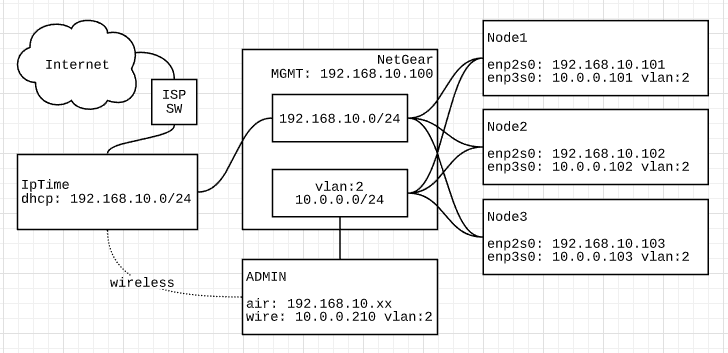 Internet
ISP
SW
IpTime
dhcp: 192.168.10.0/24
wireless
NetGear
MGMT: 192.168.10.100
192.168.10.0/24
vlan:2
10.0.0.0/24
ADMIN
air: 192.168.10.xx
wire: 10.0.0.210 vlan:2
Node1
enp2s0: 192.168.10.101
enp3s0: 10.0.0.101 vlan:2
Node2
enp2s0: 192.168.10.102
enp3s0: 10.0.0.102 vlan:2
Node3
enp2s0: 192.168.10.103
enp3s0: 10.0.0.103 vlan:2